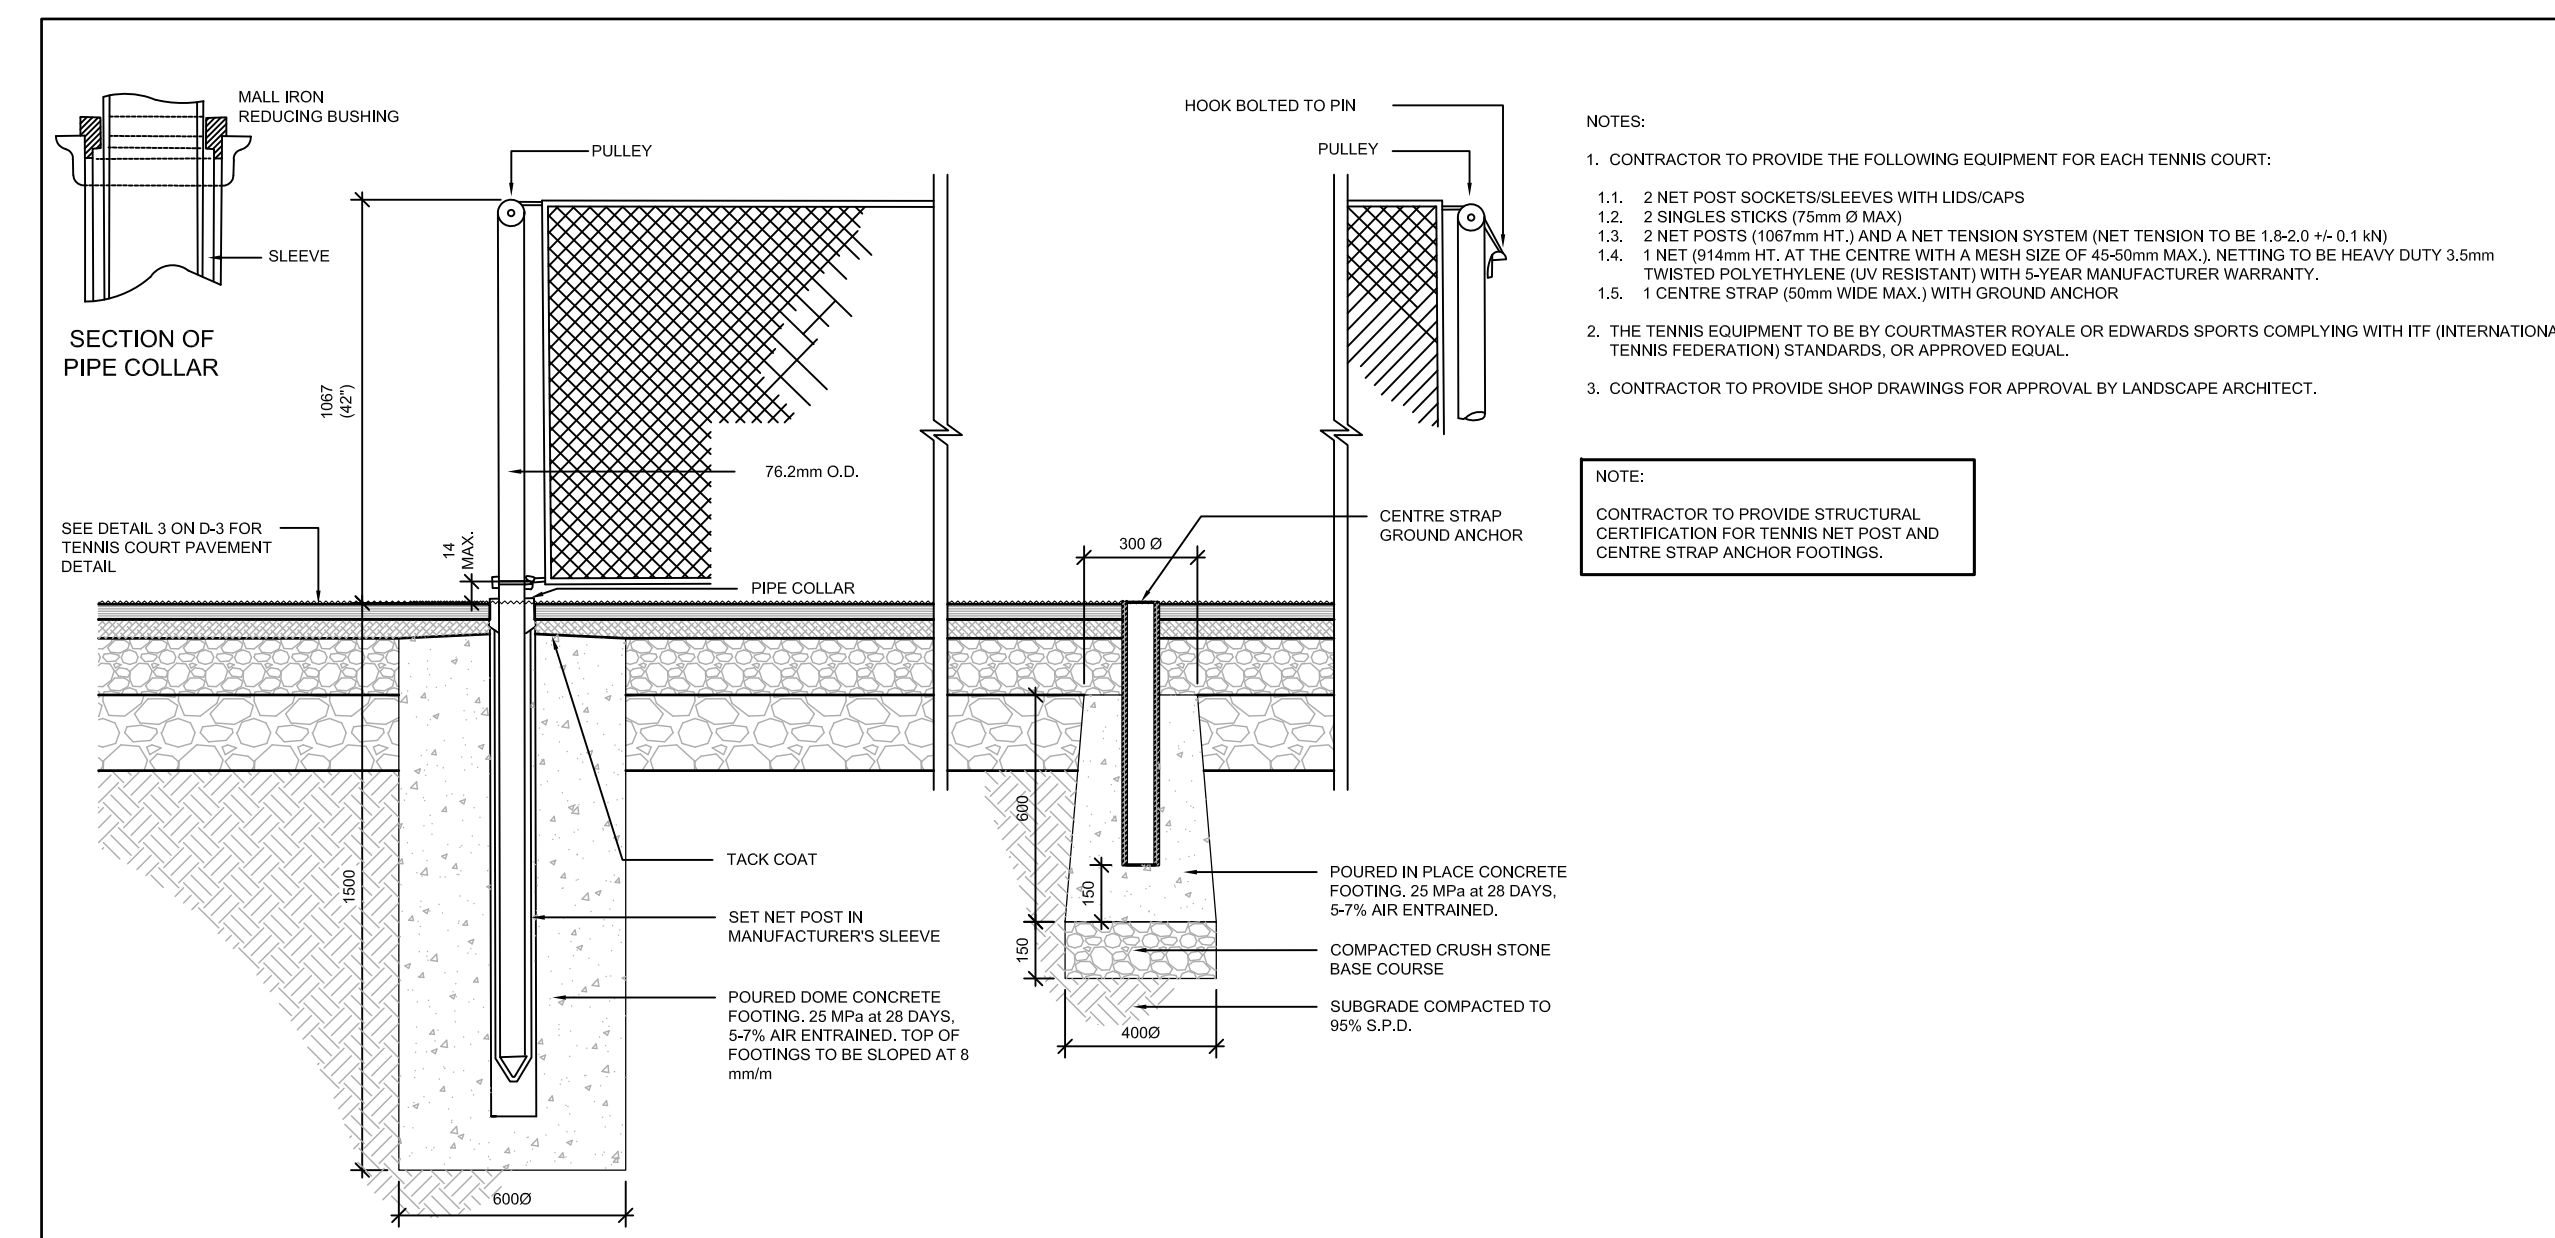 MALL IRON
REDUCING BUSHING
SLEEVE
SECTION OF
PIPE COLLAR
PULLEY
1067
(42")
76.2mm O.D.
SEE DETAIL 3 ON D-3 FOR
TENNIS COURT PAVEMENT
DETAIL
14
MAX.
PIPE COLLAR
TACK COAT
1500
SET NET POST IN
MANUFACTURER'S SLEEVE
POURED DOME CONCRETE
FOOTING. 25 MPa at 28 DAYS,
5-7% AIR ENTRAINED. TOP OF
FOOTINGS TO BE SLOPED AT 8
mm/m
600Ø
HOOK BOLTED TO PIN
PULLEY
CENTRE STRAP
GROUND ANCHOR
300 Ø
600
150
150
POURED IN PLACE CONCRETE
FOOTING. 25 MPa at 28 DAYS,
5-7% AIR ENTRAINED.
COMPACTED CRUSH STONE
BASE COURSE
SUBGRADE COMPACTED TO
95% S.P.D.
400Ø
NOTES:
1. CONTRACTOR TO PROVIDE THE FOLLOWING EQUIPMENT FOR EACH TENNIS COURT:
1.1. 2 NET POST SOCKETS/SLEEVES WITH LIDS/CAPS
1.2. 2 SINGLES STICKS (75mm Ø MAX)
1.3. 2 NET POSTS (1067mm HT.) AND A NET TENSION SYSTEM (NET TENSION TO BE 1.8-2.0 +/- 0.1 kN)
1.4. 1 NET (914mm HT. AT THE CENTRE WITH A MESH SIZE OF 45-50mm MAX.). NETTING TO BE HEAVY DUTY 3.5mm
TWISTED POLYETHYLENE (UV RESISTANT) WITH 5-YEAR MANUFACTURER WARRANTY.
1.5. 1 CENTRE STRAP (50mm WIDE MAX.) WITH GROUND ANCHOR
2. THE TENNIS EQUIPMENT TO BE BY COURTMASTER ROYALE OR EDWARDS SPORTS COMPLYING WITH ITF (INTERNATIONA
TENNIS FEDERATION) STANDARDS, OR APPROVED EQUAL.
3. CONTRACTOR TO PROVIDE SHOP DRAWINGS FOR APPROVAL BY LANDSCAPE ARCHITECT.
NOTE:
CONTRACTOR TO PROVIDE STRUCTURAL
CERTIFICATION FOR TENNIS NET POST AND
CENTRE STRAP ANCHOR FOOTINGS.